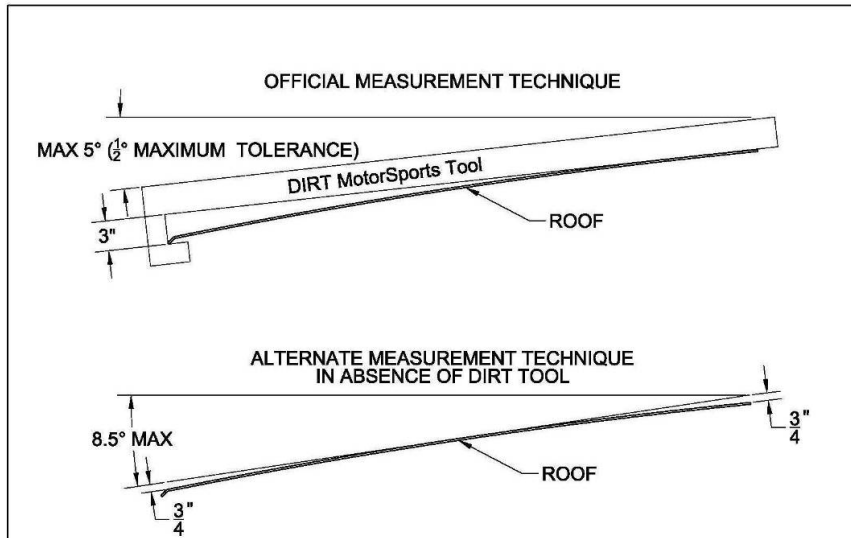 OFFICIAL MEASUREMENT TECHNIQUE
MAX 5° (½° MAXIMUM TOLERANCE)
DIRT MotorSports Tool
3"
ROOF
ALTERNATE MEASUREMENT TECHNIQUE
IN ABSENCE OF DIRT TOOL
8.5° MAX
3/4"
ROOF
3/4"